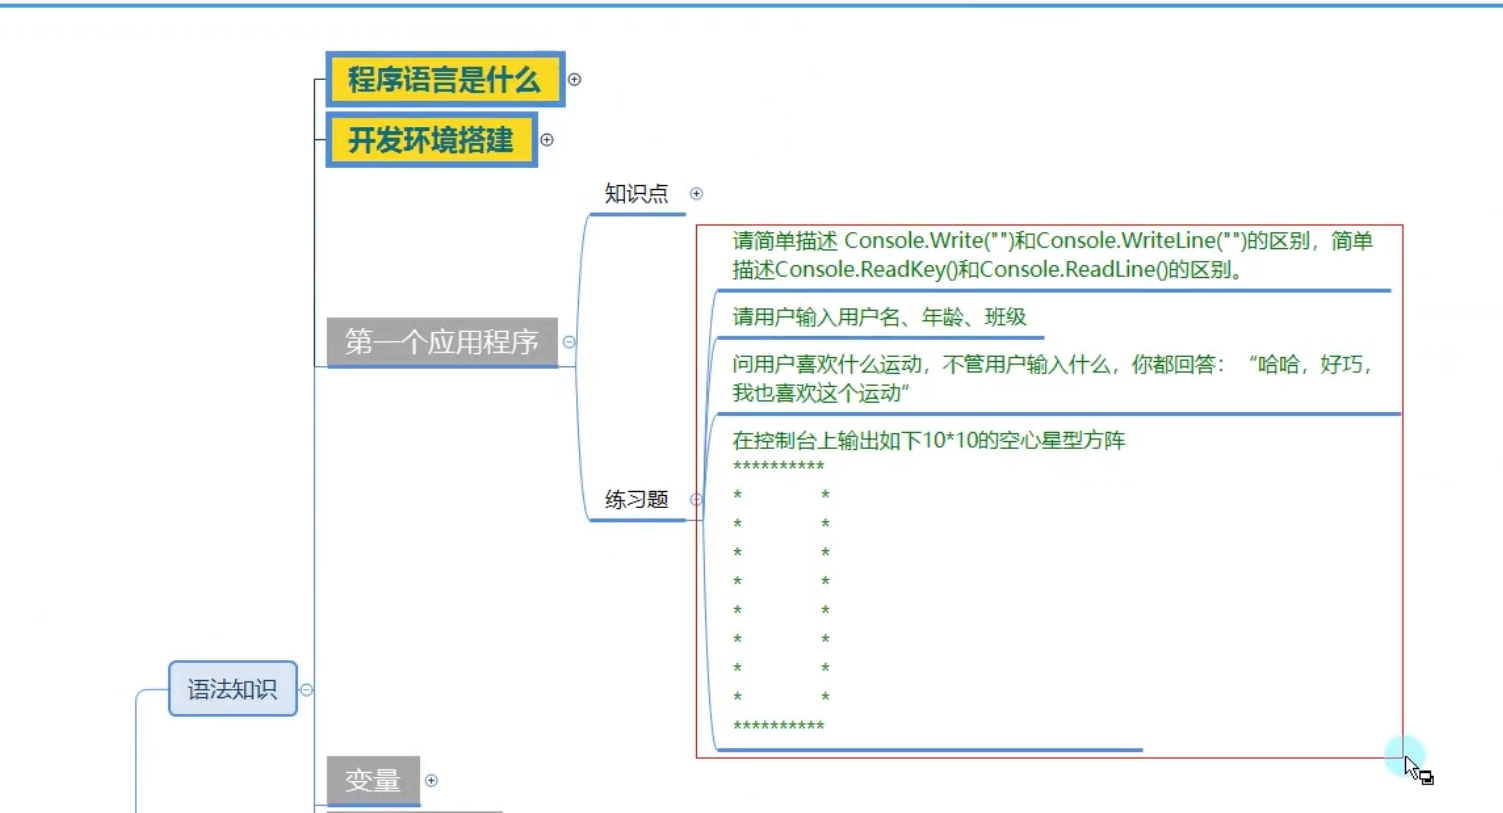 程序语言是什么
开发环境搭建
知识点
请简单描述 Console.Write("")和Console.WriteLine("")的区别，简单
描述Console.ReadKey()和Console.ReadLine()的区别。
第一个应用程序
请用户输入用户名、年龄、班级
问用户喜欢什么运动，不管用户输入什么，你都回答：“哈哈，好巧，
我也喜欢这个运动“
在控制台上输出如下10*10的空心星型方阵
**********
*        *
练习题
*        *
*        *
*        *
*        *
*        *
*        *
*        *
**********
语法知识
变量